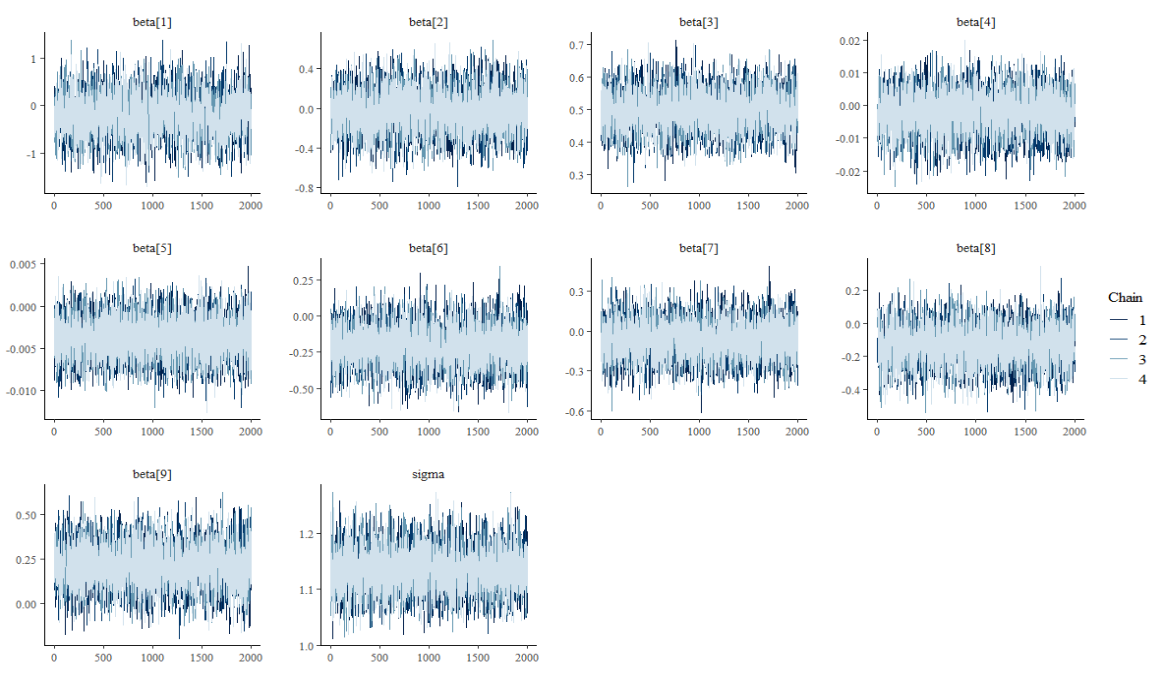 beta[1] beta[2] beta[3] beta[4]
1 0.4 0.7 0.02
0 0.0 0.6 0.01
-1 -0.4 0.5 0.00
-0.8 0.4 -0.01
0.3 -0.02
0 500 1000 1500 2000 0 500 1000 1500 2000 0 500 1000 1500 2000 0 500 1000 1500 2000
beta[5] beta[6] beta[7] beta[8]
0.005 0.25 0.3 0.2
0.000 0.00 0.0 0.0
-0.005 -0.25 -0.3 -0.2
-0.010 -0.50 -0.6 -0.4
0 500 1000 1500 2000 0 500 1000 1500 2000 0 500 1000 1500 2000 0 500 1000 1500 2000
Chain
1
2
3
4
beta[9] sigma
0.50 1.2
0.25 1.1
0.00 1.0
0 500 1000 1500 2000 0 500 1000 1500 2000